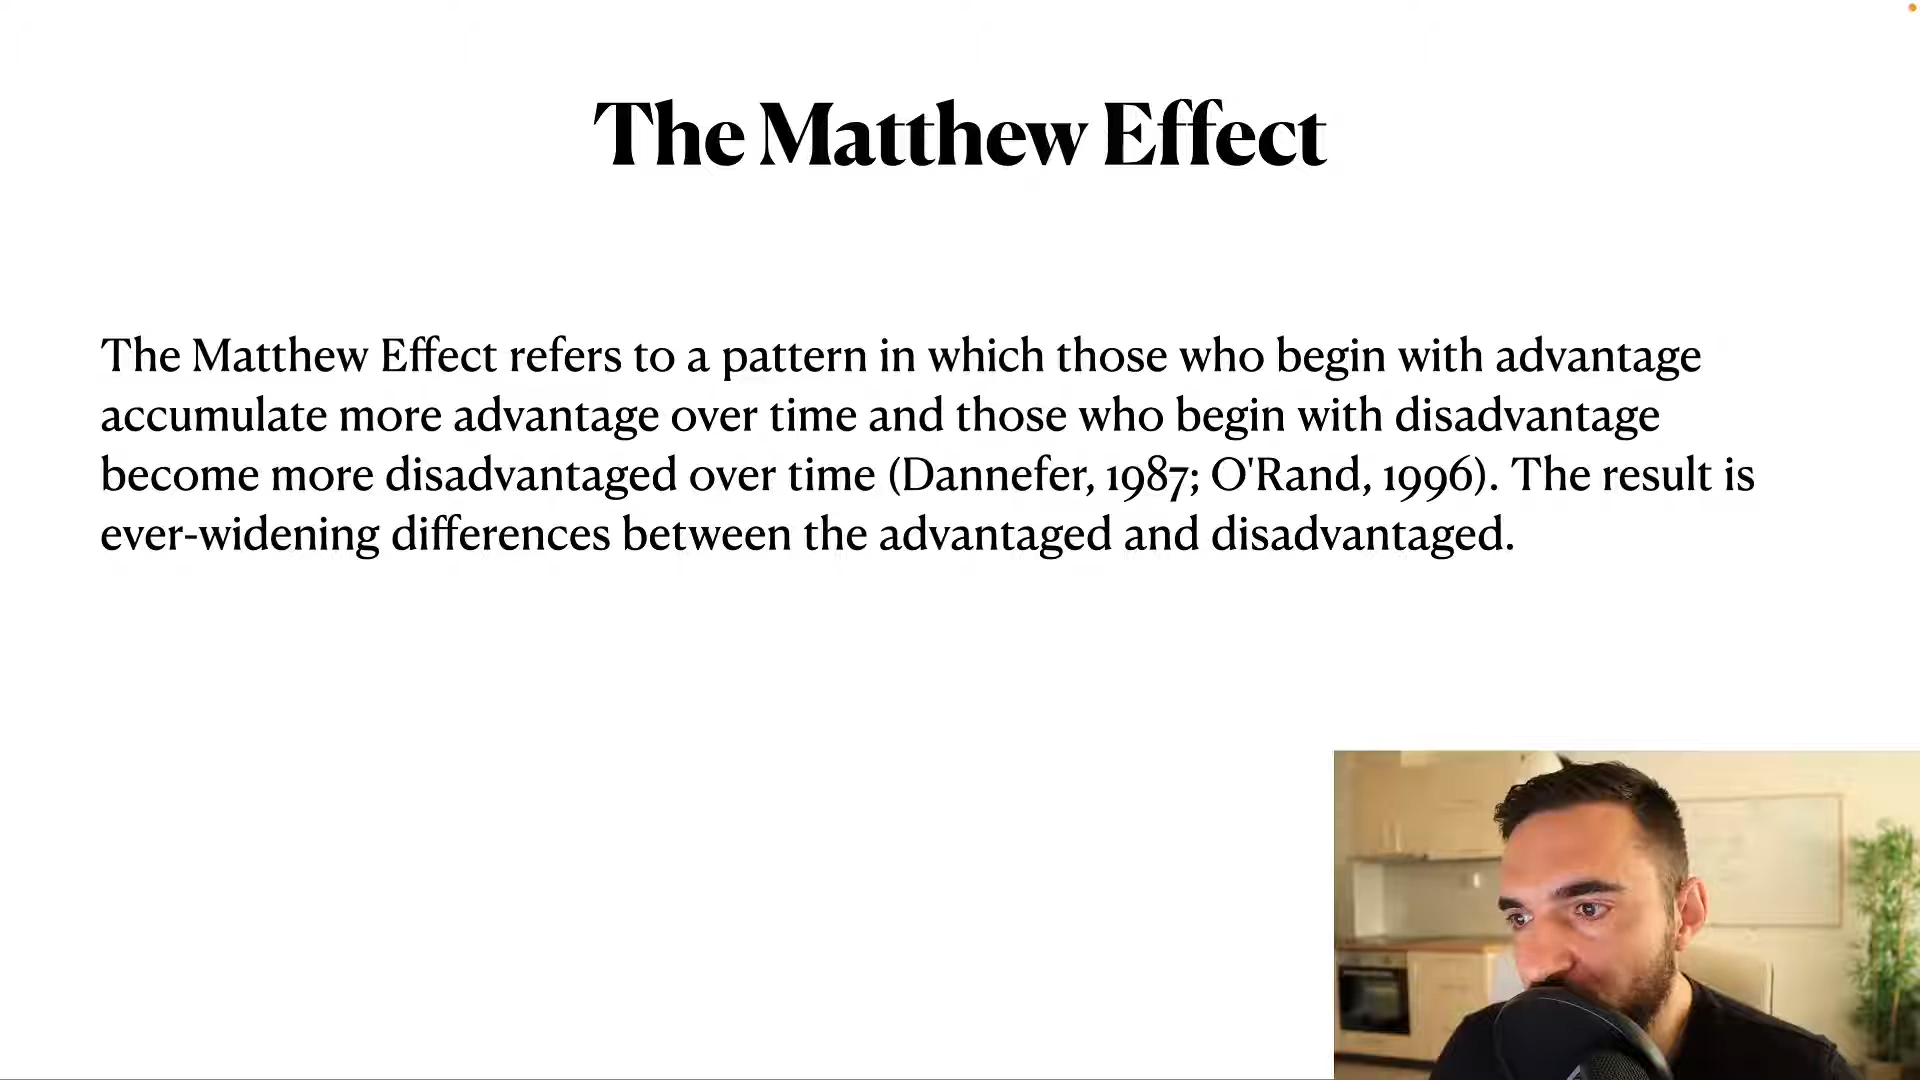 The Matthew Effect
The Matthew Effect refers to a pattern in which those who begin with advantage
accumulate more advantage over time and those who begin with disadvantage
become more disadvantaged over time (Dannefer, 1987; O'Rand, 1996). The result is
ever-widening differences between the advantaged and disadvantaged.